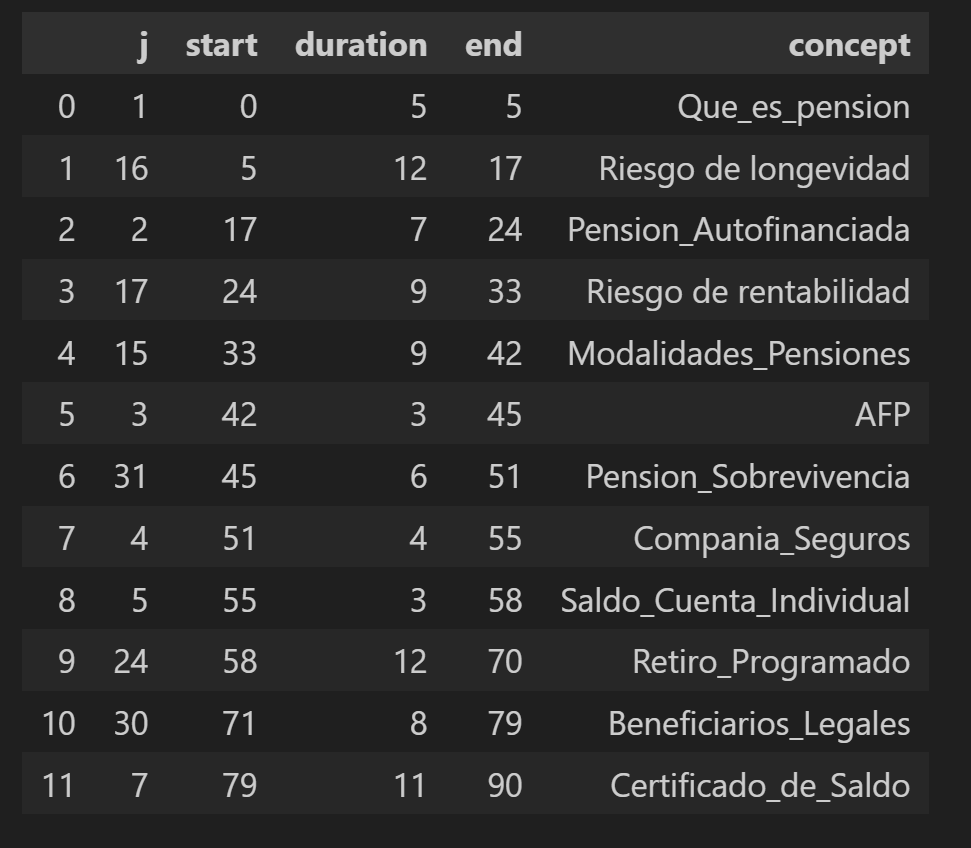 j start duration end concept
0 1 0 5 5 Que_es_pension
1 16 5 12 17 Riesgo de longevidad
2 2 17 7 24 Pension_Autofinanciada
3 17 24 9 33 Riesgo de rentabilidad
4 15 33 9 42 Modalidades_Pensiones
5 3 42 3 45 AFP
6 31 45 6 51 Pension_Sobrevivencia
7 4 51 4 55 Compania_Seguros
8 5 55 3 58 Saldo_Cuenta_Individual
9 24 58 12 70 Retiro_Programado
10 30 71 8 79 Beneficiarios_Legales
11 7 79 11 90 Certificado_de_Saldo